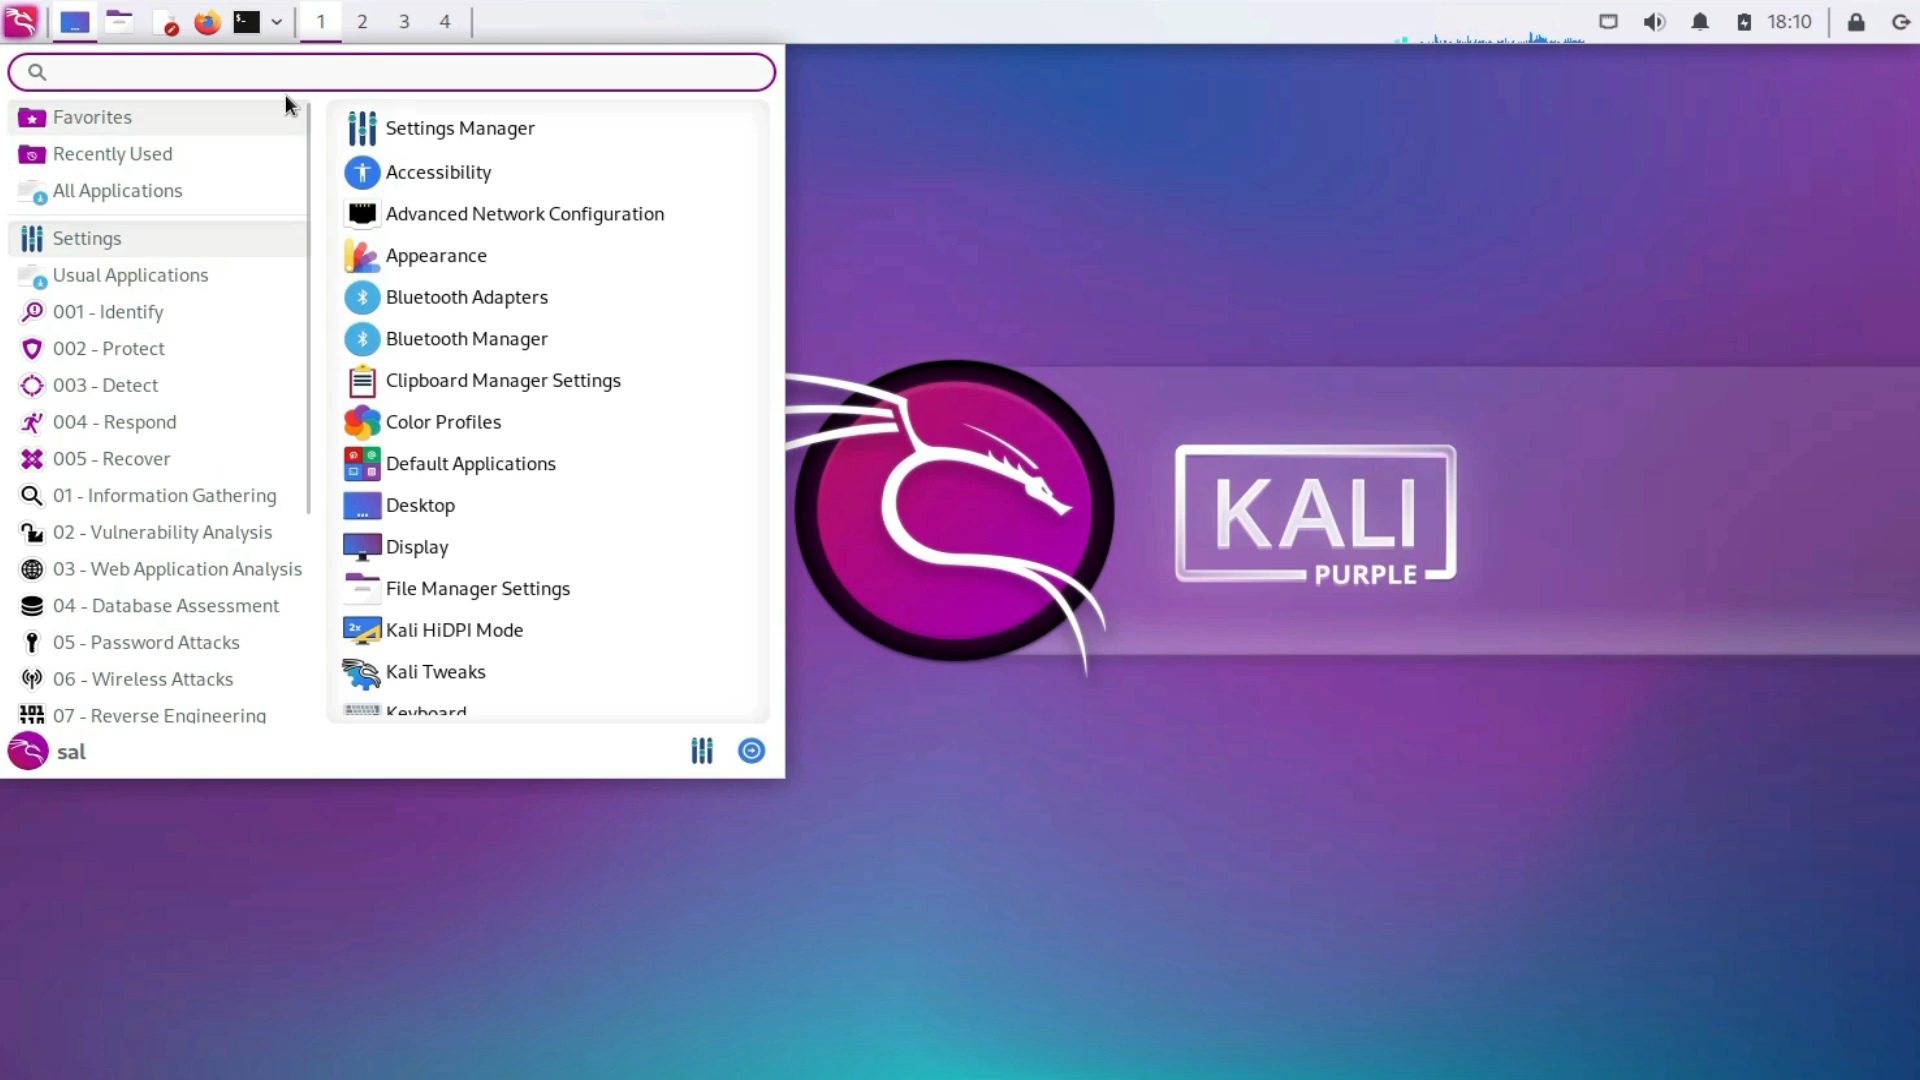 1 2 3 4 18:10
Favorites
Recently Used
All Applications
Settings
Usual Applications
001 - Identify
002 - Protect
003 - Detect
004 - Respond
005 - Recover
01 - Information Gathering
02 - Vulnerability Analysis
03 - Web Application Analysis
04 - Database Assessment
05 - Password Attacks
06 - Wireless Attacks
07 - Reverse Engineering
Settings Manager
Accessibility
Advanced Network Configuration
Appearance
Bluetooth Adapters
Bluetooth Manager
Clipboard Manager Settings
Color Profiles
Default Applications
Desktop
Display
File Manager Settings
2x
Kali HiDPI Mode
Kali Tweaks
Keyboard
sal
KALI
PURPLE